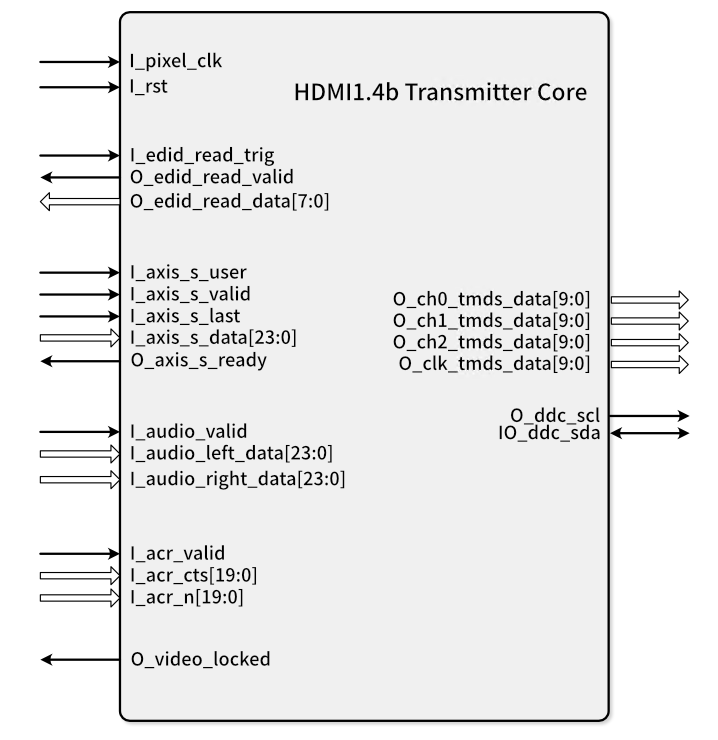 I_pixel_clk
I_rst
HDMI1.4b Transmitter Core
I_edid_read_trig
O_edid_read_valid
O_edid_read_data[7:0]
I_axis_s_user
I_axis_s_valid
I_axis_s_last
I_axis_s_data[23:0]
O_axis_s_ready
O_ch0_tmds_data[9:0]
O_ch1_tmds_data[9:0]
O_ch2_tmds_data[9:0]
O_clk_tmds_data[9:0]
O_ddc_scl
IO_ddc_sda
I_audio_valid
I_audio_left_data[23:0]
I_audio_right_data[23:0]
I_acr_valid
I_acr_cts[19:0]
I_acr_n[19:0]
O_video_locked